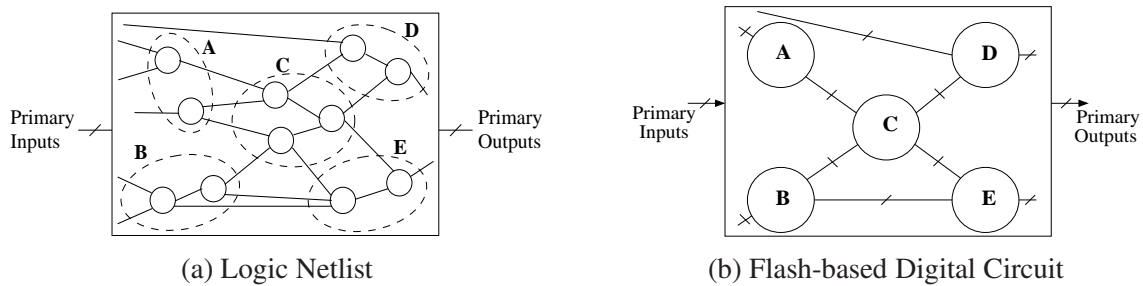 A
D
C
B
E
Primary
Inputs
Primary
Outputs
(a) Logic Netlist
A
D
C
B
E
Primary
Inputs
Primary
Outputs
(b) Flash-based Digital Circuit